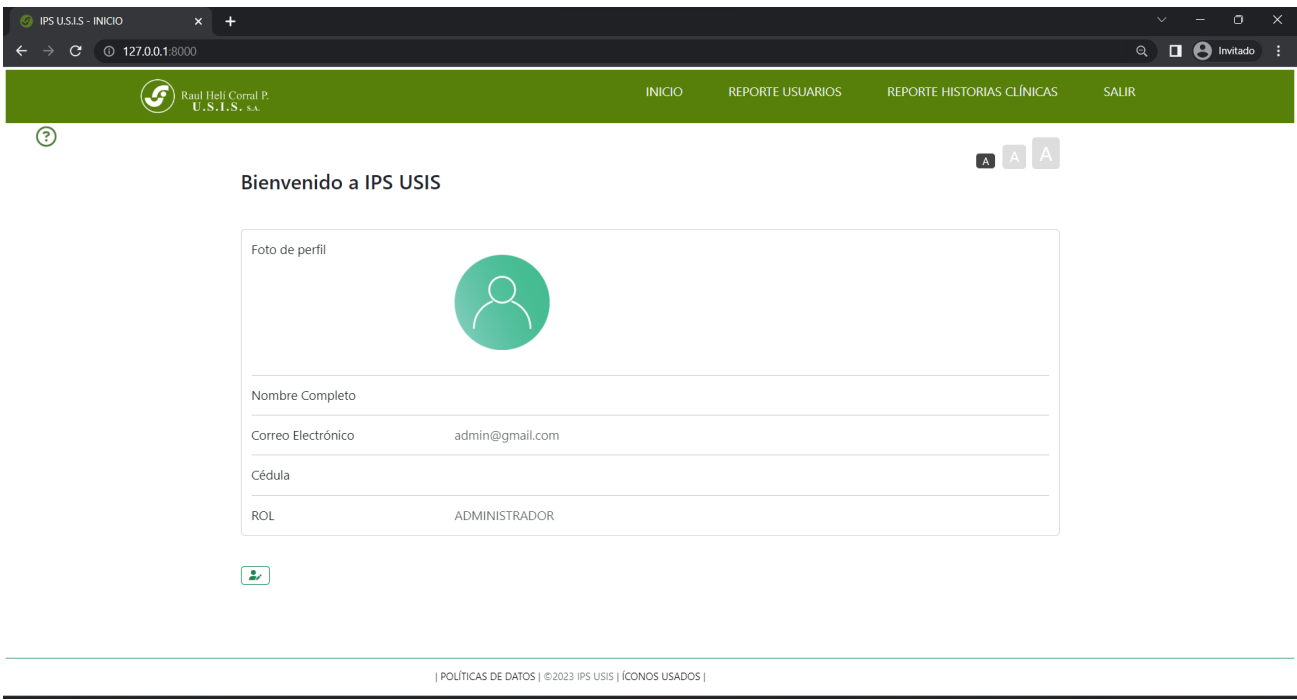 IPS U.S.I.S - INICIO
127.0.0.1:8000
Invitado
Raul Helí Corral P.
U.S.I.S. S.A.
INICIO REPORTE USUARIOS REPORTE HISTORIAS CLÍNICAS SALIR
?
A A A
Bienvenido a IPS USIS
Foto de perfil
Nombre Completo
Correo Electrónico admin@gmail.com
Cédula
ROL ADMINISTRADOR
| POLÍTICAS DE DATOS | ©2023 IPS USIS | ÍCONOS USADOS |